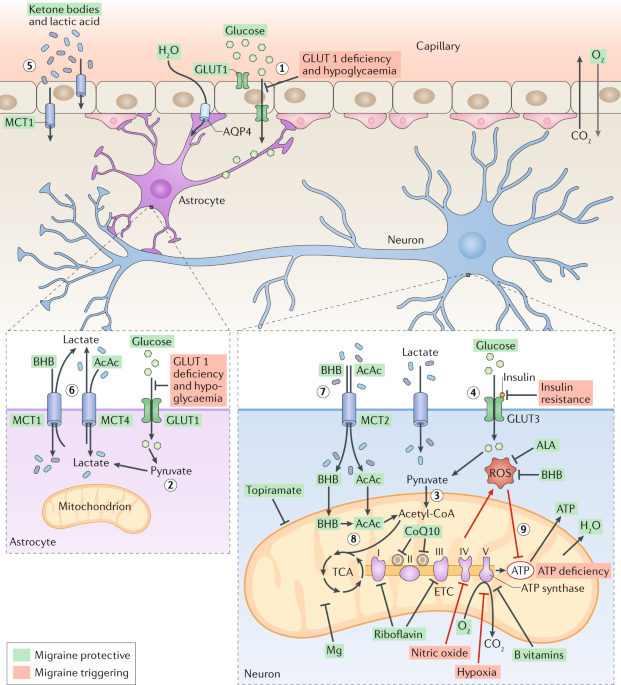 Ketone bodies
and lactic acid
H2O
Glucose
GLUT1
1
GLUT 1 deficiency
and hypoglycaemia
Capillary
O2
5
MCT1
AQP4
CO2
Astrocyte
Neuron
Lactate
BHB
AcAc
6
Glucose
GLUT 1
deficiency
and hypo-
glycaemia
MCT1
MCT4
GLUT1
Lactate
Pyruvate
2
Mitochondrion
Astrocyte
7
BHB
AcAc
Lactate
Glucose
4
Insulin
Insulin
resistance
MCT2
GLUT3
ALA
ROS
BHB
BHB
AcAc
Pyruvate
3
Topiramate
BHB
AcAc
Acetyl-CoA
8
CoQ10
9
ATP
H2O
TCA
I
II
III
IV
V
ATP
ATP deficiency
ETC
ATP synthase
Mg
Riboflavin
O2
CO2
Nitric oxide
Hypoxia
B vitamins
Neuron
Migraine protective
Migraine triggering